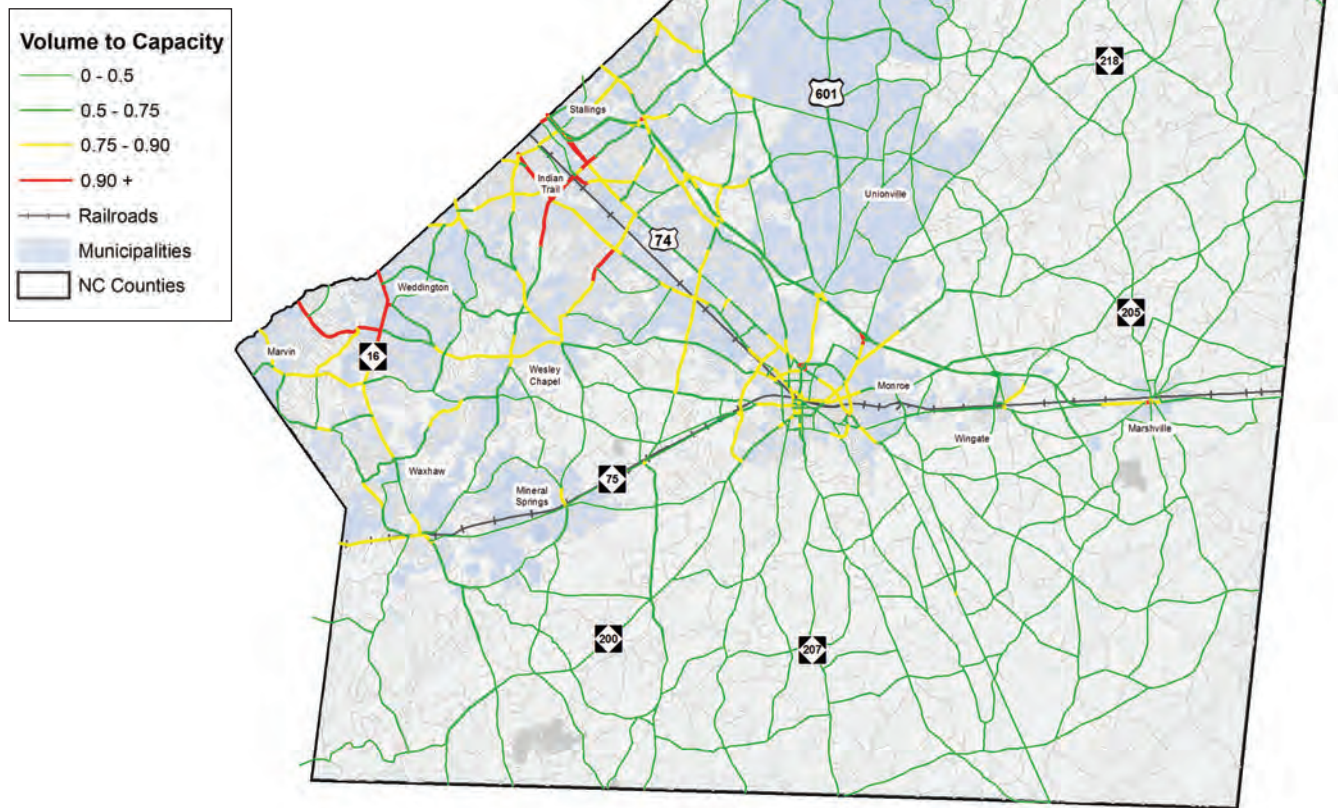 Volume to Capacity
0 - 0.5
0.5 - 0.75
0.75 - 0.90
0.90 +
Railroads
Municipalities
NC Counties
218
601
Stallings
Indian
Trail
Unionville
74
Weddington
205
Marvin
16
Wesley
Chapel
Monroe
Wingate
Marshville
Waxhaw
75
Mineral
Springs
200
207